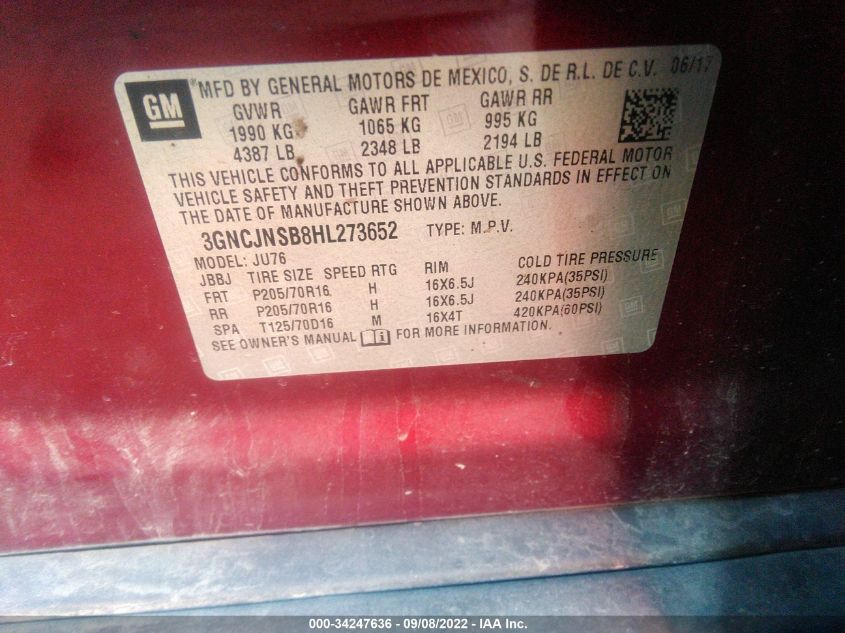 GM
*MFD BY GENERAL MOTORS DE MEXICO, S. DE R.L. DE C.V. 06/17
GVWR GAWR FRT GAWR RR
1990 KG 1065 KG 995 KG
4387 LB 2348 LB 2194 LB
THIS VEHICLE CONFORMS TO ALL APPLICABLE U.S. FEDERAL MOTOR
VEHICLE SAFETY AND THEFT PREVENTION STANDARDS IN EFFECT ON
THE DATE OF MANUFACTURE SHOWN ABOVE.
3GNCJNSB8HL273652 TYPE: M.P.V.
MODEL: JU76
JBBJ TIRE SIZE SPEED RTG RIM COLD TIRE PRESSURE
FRT P205/70R16 H 16X6.5J 240KPA(35PSI)
RR P205/70R16 H 16X6.5J 240KPA(35PSI)
SPA T125/70D16 M 16X4T 420KPA(60PSI)
SEE OWNER'S MANUAL FOR MORE INFORMATION.
000-34247636 - 09/08/2022 - IAA Inc.